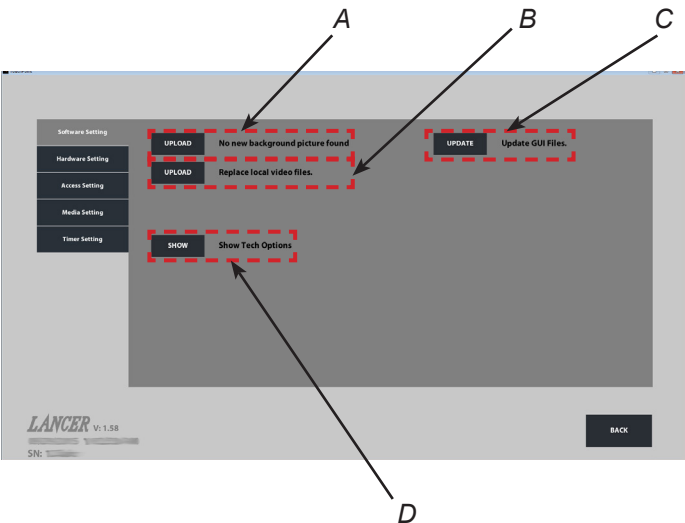 A B C
Software Setting
Hardware Setting
Access Setting
Media Setting
Timer Setting
UPLOAD No new background picture found
UPLOAD Replace local video files.
UPDATE Update GUI Files.
SHOW Show Tech Options
LANCER V: 1.58
SN:
BACK
D